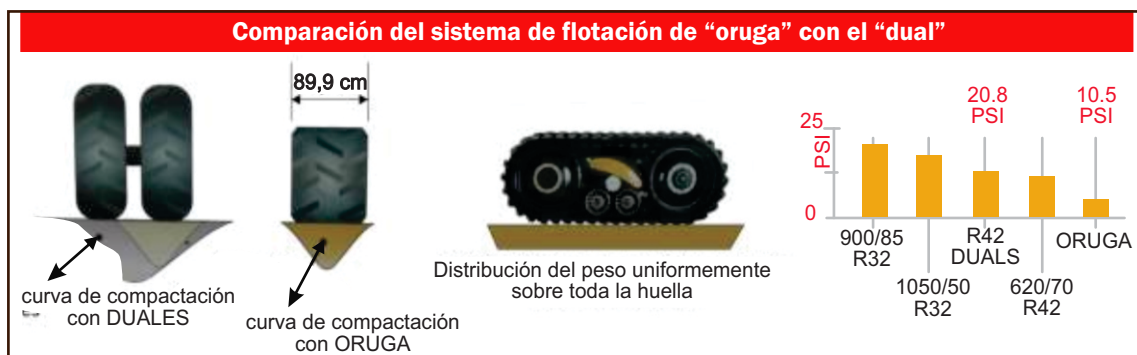 Comparación del sistema de flotación de “oruga” con el “dual”
89,9 cm
curva de compactación
con DUALES
curva de compactación
con ORUGA
Distribución del peso uniformemente
sobre toda la huella
20.8
PSI
10.5
PSI
25
PSI
0
900/85
R32
1050/50
R32
R42
DUALS
620/70
R42
ORUGA